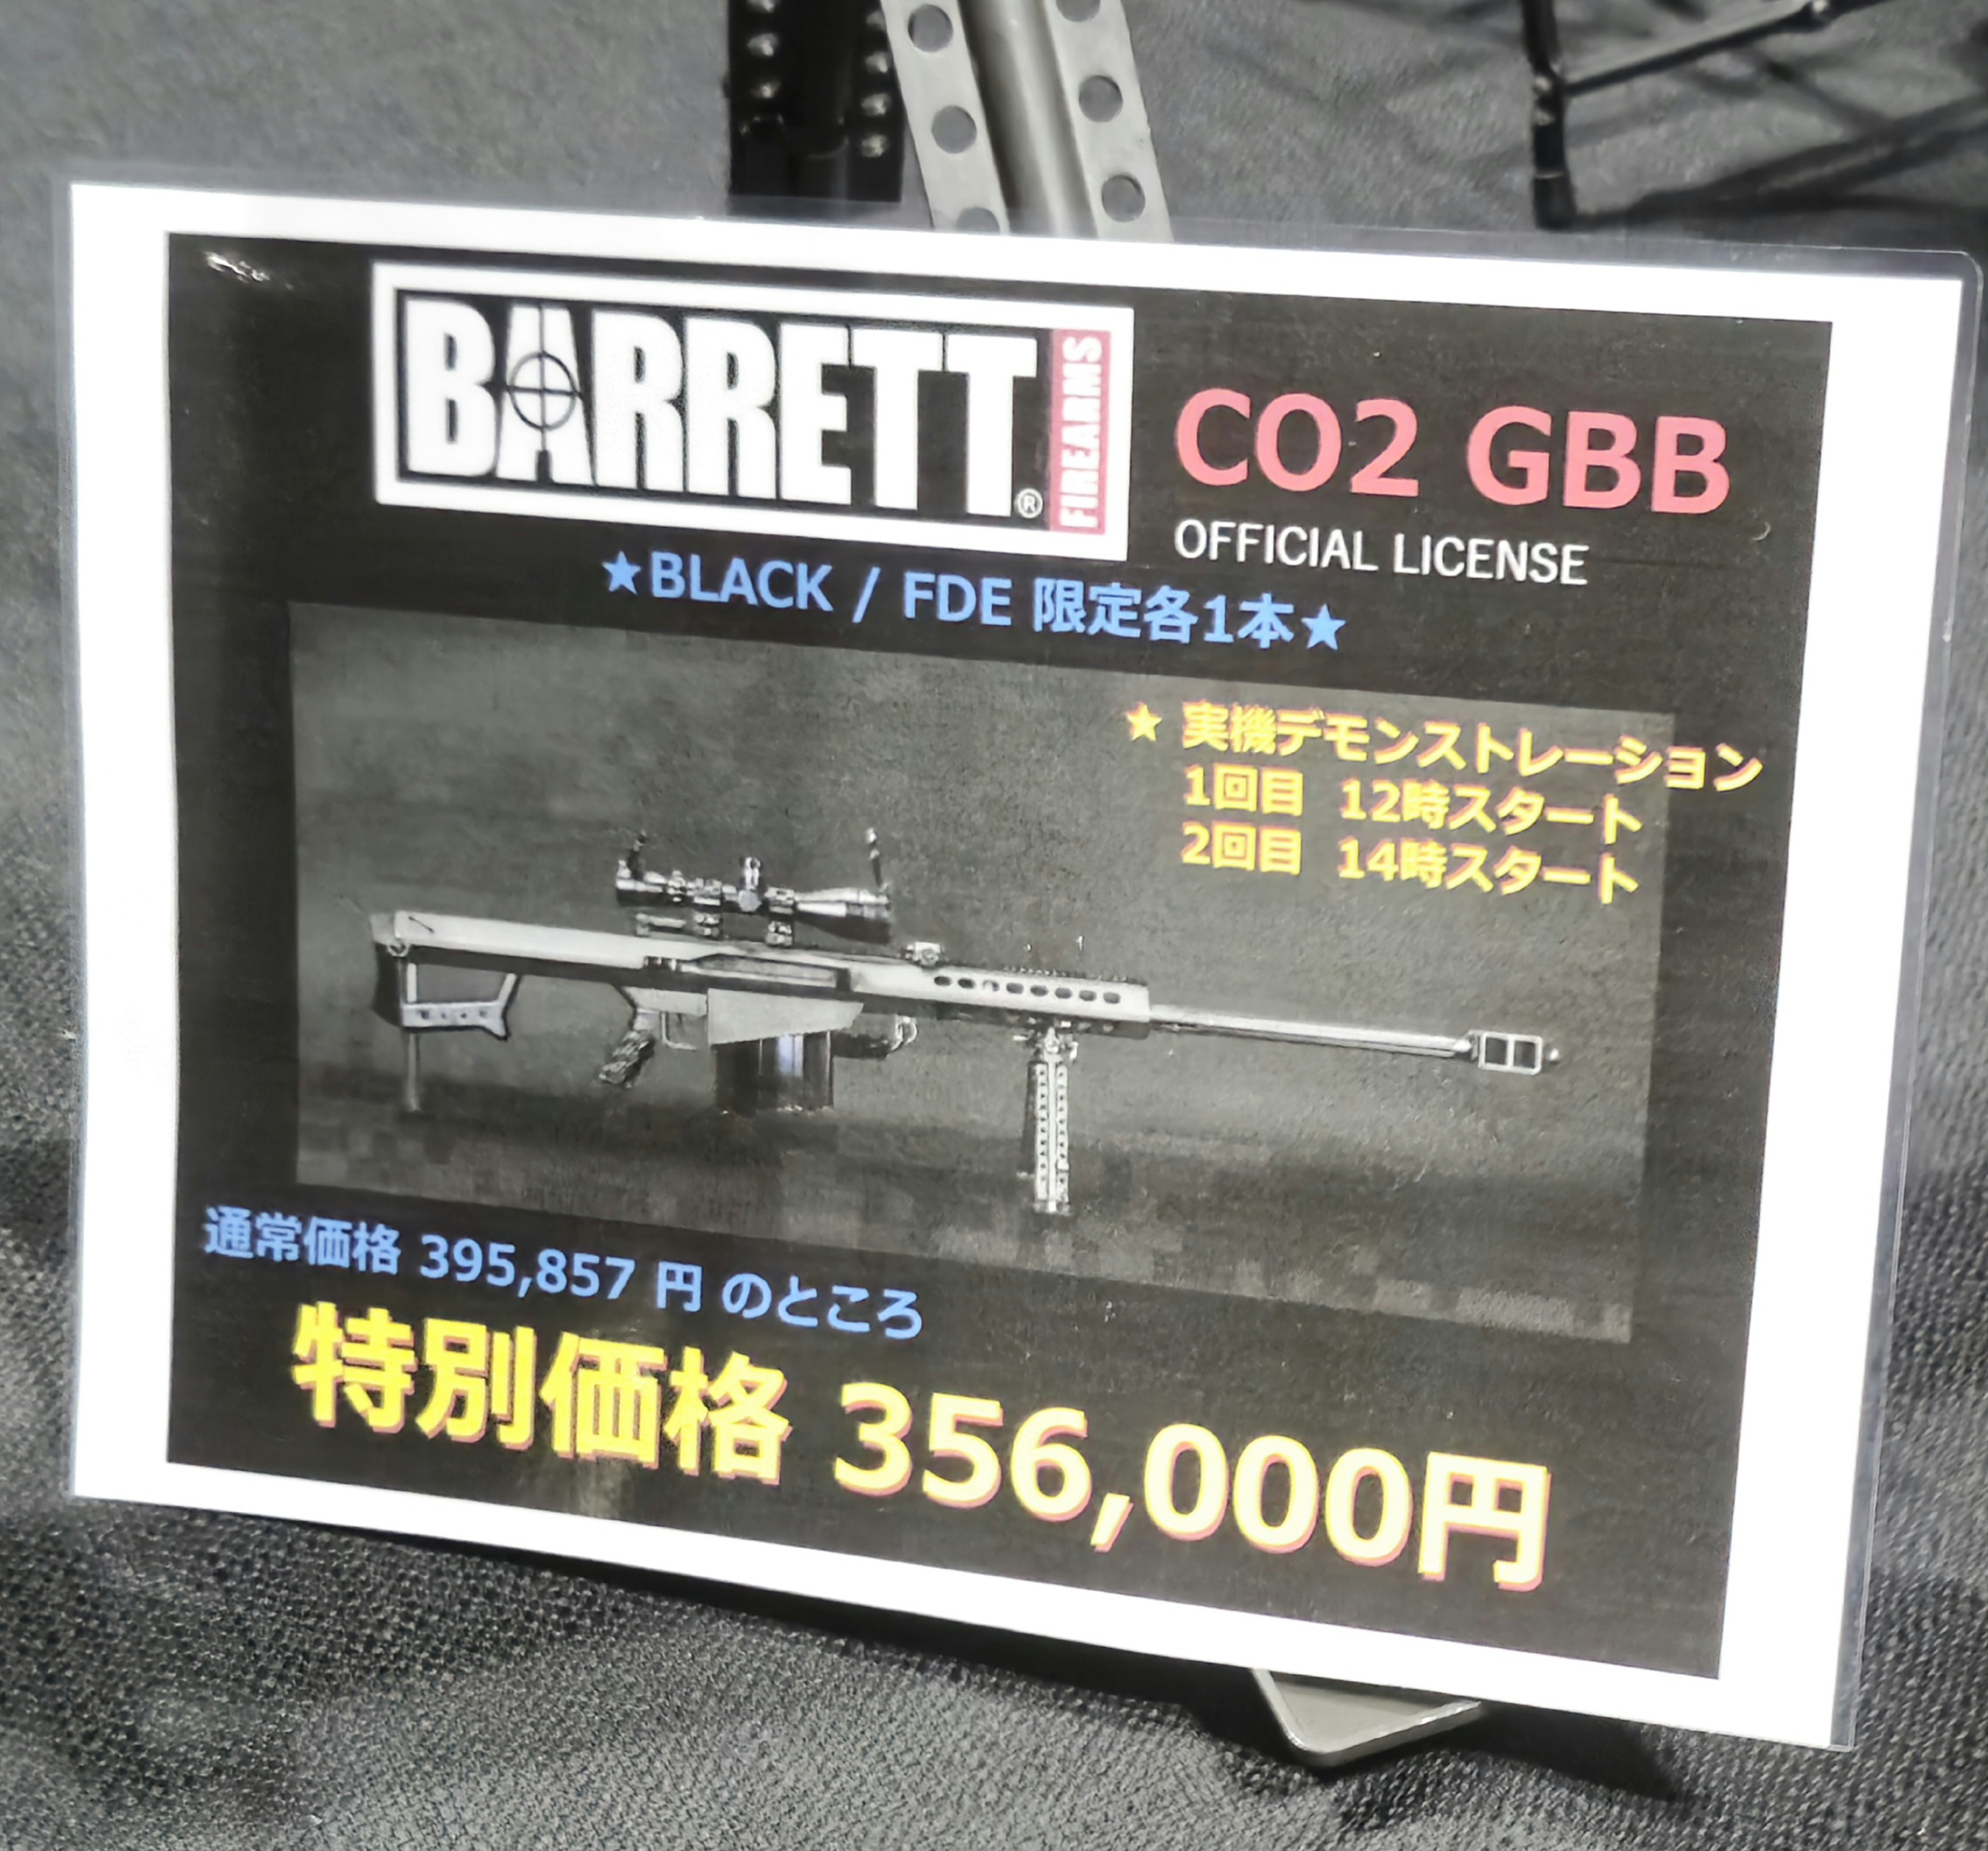 BARRETT® FIREARMS
CO2 GBB
OFFICIAL LICENSE
★BLACK / FDE 限定各1本★
★ 実機デモンストレーション
1回目 12時スタート
2回目 14時スタート
通常価格 395,857 円 のところ
特別価格 356,000円